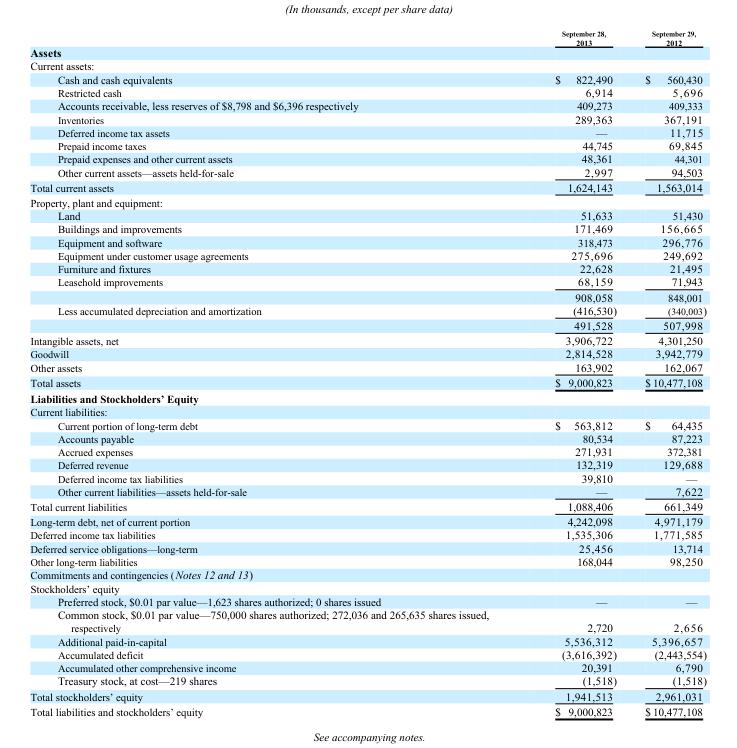 (In thousands, except per share data)
September 28, 2013 September 29, 2012
Assets
Current assets:
Cash and cash equivalents $ 822,490 $ 560,430
Restricted cash 6,914 5,696
Accounts receivable, less reserves of $8,798 and $6,396 respectively 409,273 409,333
Inventories 289,363 367,191
Deferred income tax assets — 11,715
Prepaid income taxes 44,745 69,845
Prepaid expenses and other current assets 48,361 44,301
Other current assets—assets held-for-sale 2,997 94,503
Total current assets 1,624,143 1,563,014
Property, plant and equipment:
Land 51,633 51,430
Buildings and improvements 171,469 156,665
Equipment and software 318,473 296,776
Equipment under customer usage agreements 275,696 249,692
Furniture and fixtures 22,628 21,495
Leasehold improvements 68,159 71,943
908,058 848,001
Less accumulated depreciation and amortization (416,530) (340,003)
491,528 507,998
Intangible assets, net 3,906,722 4,301,250
Goodwill 2,814,528 3,942,779
Other assets 163,902 162,067
Total assets $ 9,000,823 $ 10,477,108
Liabilities and Stockholders' Equity
Current liabilities:
Current portion of long-term debt $ 563,812 $ 64,435
Accounts payable 80,534 87,223
Accrued expenses 271,931 372,381
Deferred revenue 132,319 129,688
Deferred income tax liabilities 39,810 —
Other current liabilities—assets held-for-sale — 7,622
Total current liabilities 1,088,406 661,349
Long-term debt, net of current portion 4,242,098 4,971,179
Deferred income tax liabilities 1,535,306 1,771,585
Deferred service obligations—long-term 25,456 13,714
Other long-term liabilities 168,044 98,250
Commitments and contingencies (Notes 12 and 13)
Stockholders' equity
Preferred stock, $0.01 par value—1,623 shares authorized; 0 shares issued — —
Common stock, $0.01 par value—750,000 shares authorized; 272,036 and 265,635 shares issued,
respectively 2,720 2,656
Additional paid-in-capital 5,536,312 5,396,657
Accumulated deficit (3,616,392) (2,443,554)
Accumulated other comprehensive income 20,391 6,790
Treasury stock, at cost—219 shares (1,518) (1,518)
Total stockholders' equity 1,941,513 2,961,031
Total liabilities and stockholders' equity $ 9,000,823 $ 10,477,108
See accompanying notes.